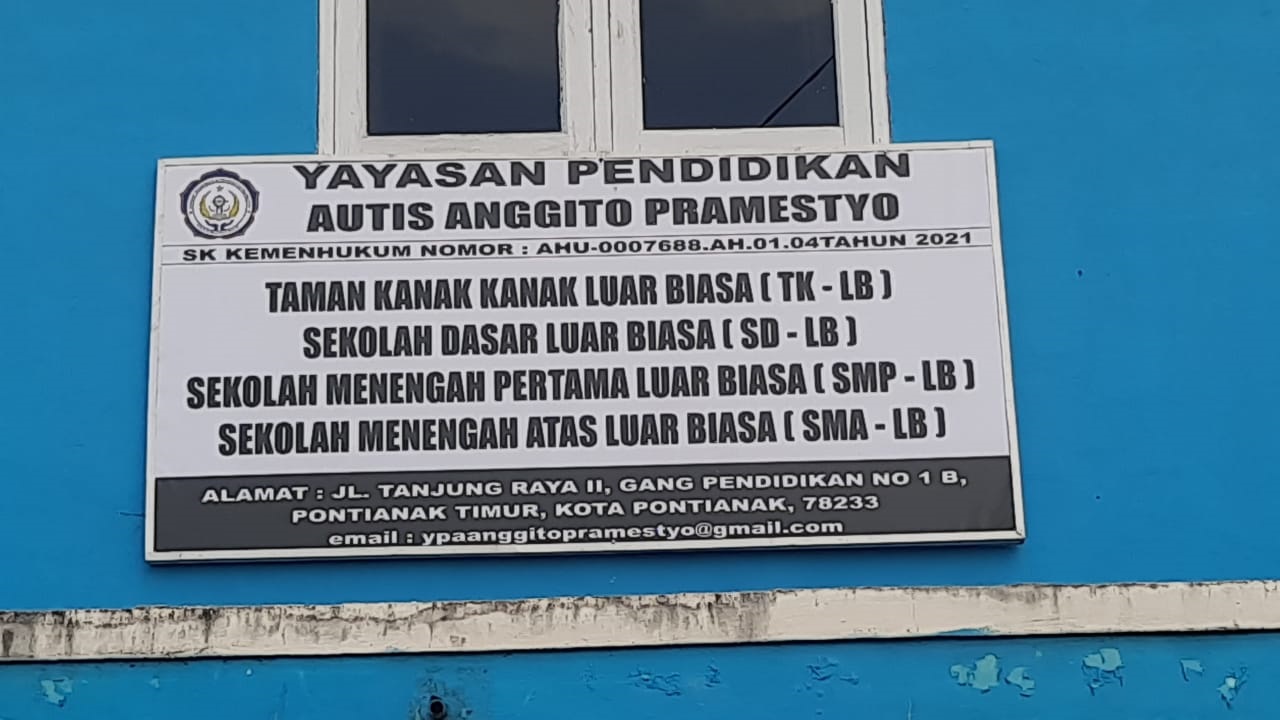 YAYASAN PENDIDIKAN
AUTIS ANGGITO PRAMESTYO
SK KEMENHUKUM NOMOR : AHU-0007688.AH.01.04TAHUN 2021
TAMAN KANAK KANAK LUAR BIASA ( TK - LB )
SEKOLAH DASAR LUAR BIASA ( SD - LB )
SEKOLAH MENENGAH PERTAMA LUAR BIASA ( SMP - LB )
SEKOLAH MENENGAH ATAS LUAR BIASA ( SMA - LB )
ALAMAT : JL. TANJUNG RAYA II, GANG PENDIDIKAN NO 1 B,
PONTIANAK TIMUR, KOTA PONTIANAK, 78233
email : ypaanggitopramestyo@gmail.com